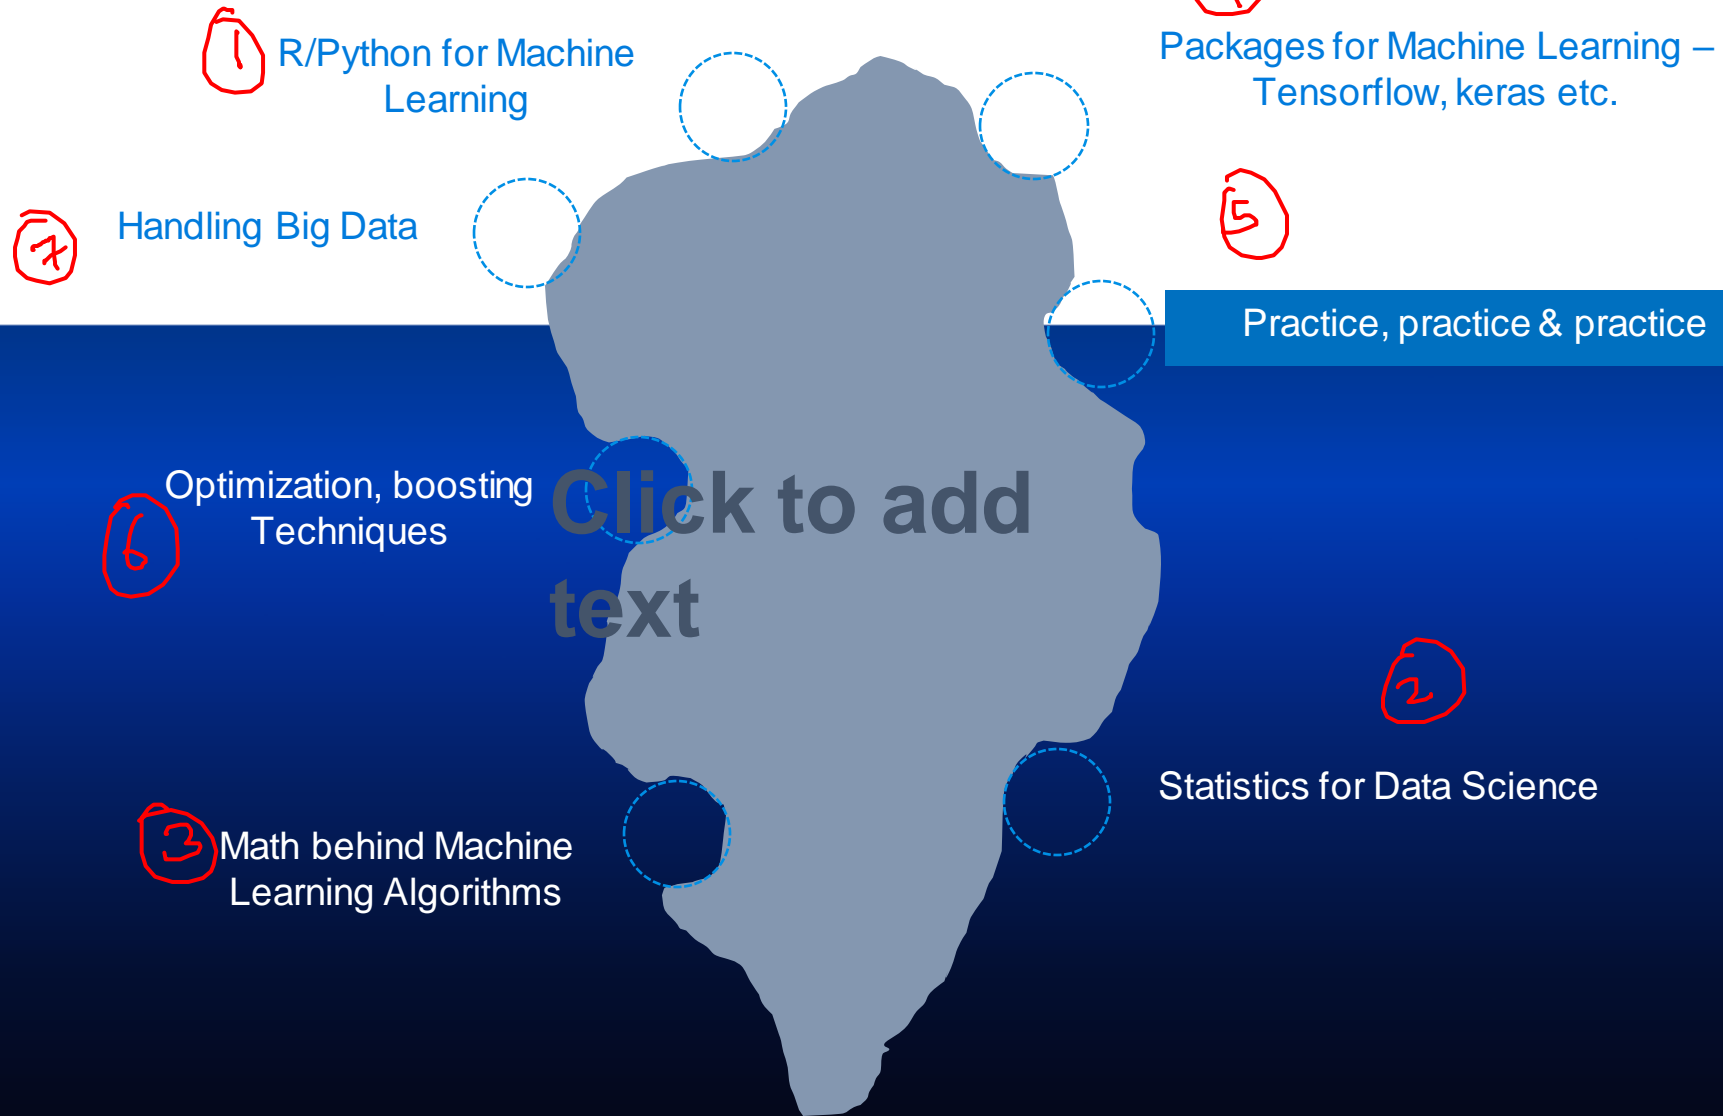 1
R/Python for Machine
Learning
Packages for Machine Learning –
Tensorflow, keras etc.
7
Handling Big Data
5
Practice, practice & practice
6
Optimization, boosting
Techniques
Click to add
text
2
Statistics for Data Science
3
Math behind Machine
Learning Algorithms